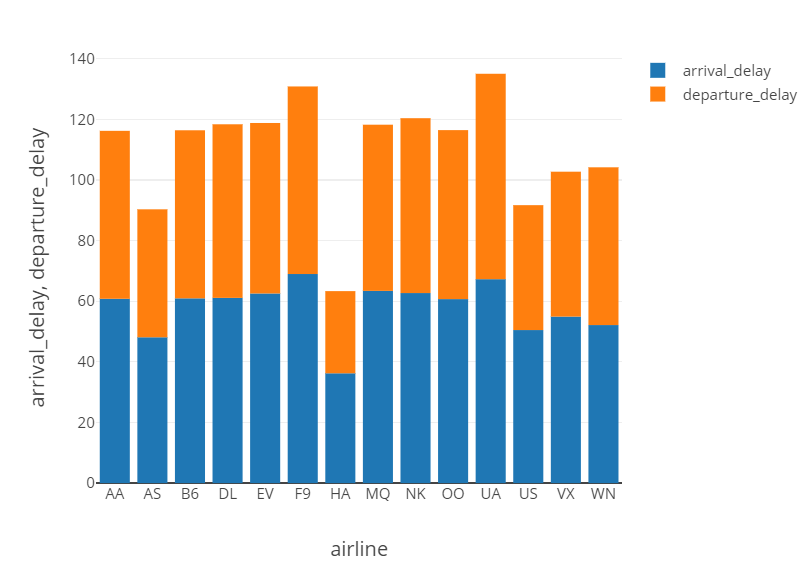 140
120
100
80
60
40
20
0
arrival_delay, departure_delay
AA AS B6 DL EV F9 HA MQ NK OO UA US VX WN
airline
arrival_delay
departure_delay